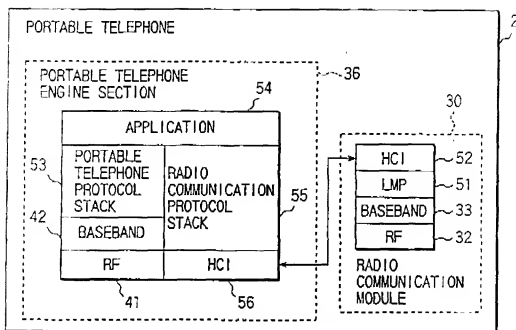 PORTABLE TELEPHONE
2
PORTABLE TELEPHONE
ENGINE SECTION
36
54
APPLICATION
53
PORTABLE
TELEPHONE
PROTOCOL
STACK
RADIO
COMMUNICATION
PROTOCOL
STACK
55
42
BASEBAND
RF
HCI
41
56
30
HCI
52
LMP
51
BASEBAND
33
RF
32
RADIO
COMMUNICATION
MODULE